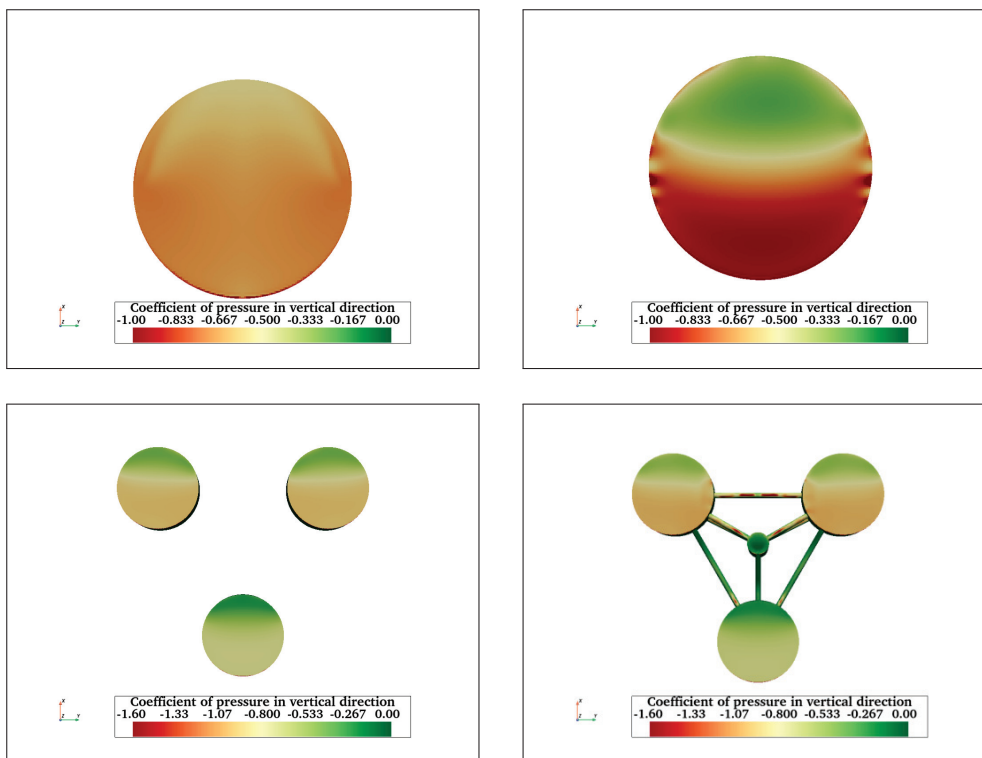 Coefficient of pressure in vertical direction
-1.00 -0.833 -0.667 -0.500 -0.333 -0.167 0.00
X
Z Y
Coefficient of pressure in vertical direction
-1.00 -0.833 -0.667 -0.500 -0.333 -0.167 0.00
X
Z Y
Coefficient of pressure in vertical direction
-1.60 -1.33 -1.07 -0.800 -0.533 -0.267 0.00
X
Z Y
Coefficient of pressure in vertical direction
-1.60 -1.33 -1.07 -0.800 -0.533 -0.267 0.00
X
Z Y